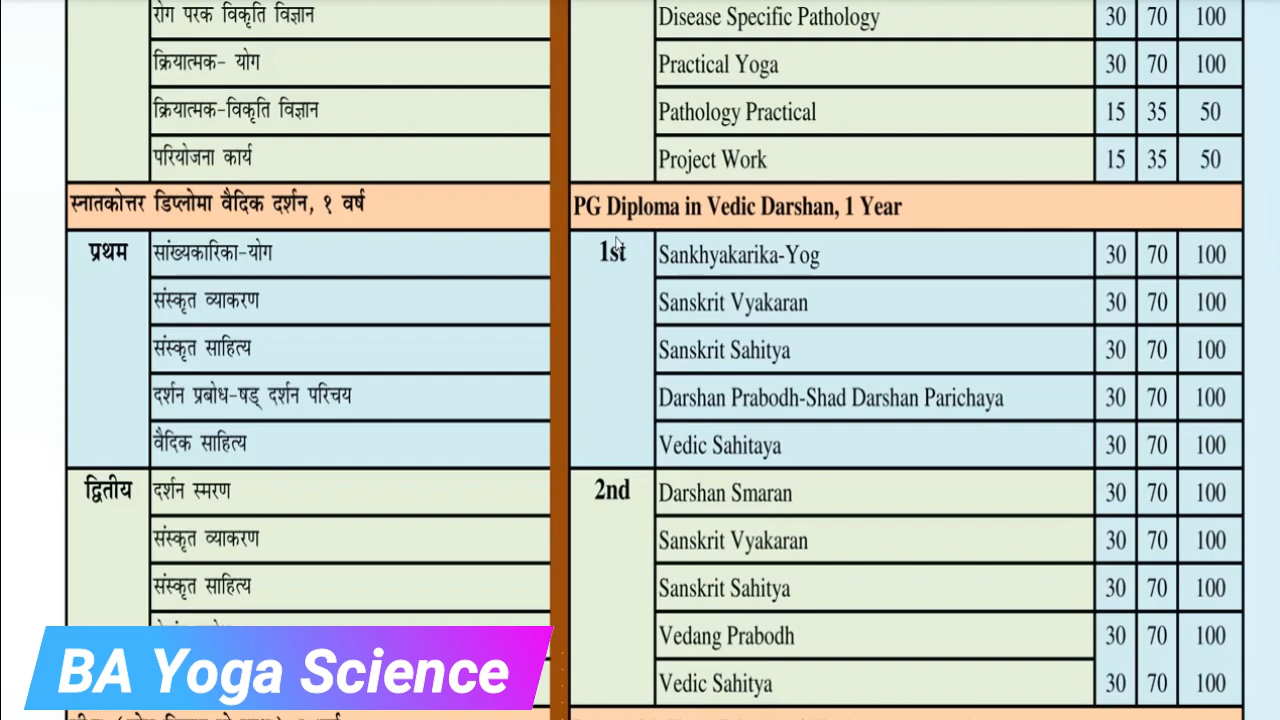 रोग परक विकृति विज्ञान Disease Specific Pathology 30 70 100
क्रियात्मक- योग Practical Yoga 30 70 100
क्रियात्मक-विकृति विज्ञान Pathology Practical 15 35 50
परियोजना कार्य Project Work 15 35 50
स्नातकोत्तर डिप्लोमा वैदिक दर्शन, १ वर्ष PG Diploma in Vedic Darshan, 1 Year
प्रथम सांख्यकारिका-योग 1st Sankhyakarika-Yog 30 70 100
संस्कृत व्याकरण Sanskrit Vyakaran 30 70 100
संस्कृत साहित्य Sanskrit Sahitya 30 70 100
दर्शन प्रबोध-षड् दर्शन परिचय Darshan Prabodh-Shad Darshan Parichaya 30 70 100
वैदिक साहित्य Vedic Sahitaya 30 70 100
द्वितीय दर्शन स्मरण 2nd Darshan Smaran 30 70 100
संस्कृत व्याकरण Sanskrit Vyakaran 30 70 100
संस्कृत साहित्य Sanskrit Sahitya 30 70 100
Vedang Prabodh 30 70 100
Vedic Sahitya 30 70 100
BA Yoga Science